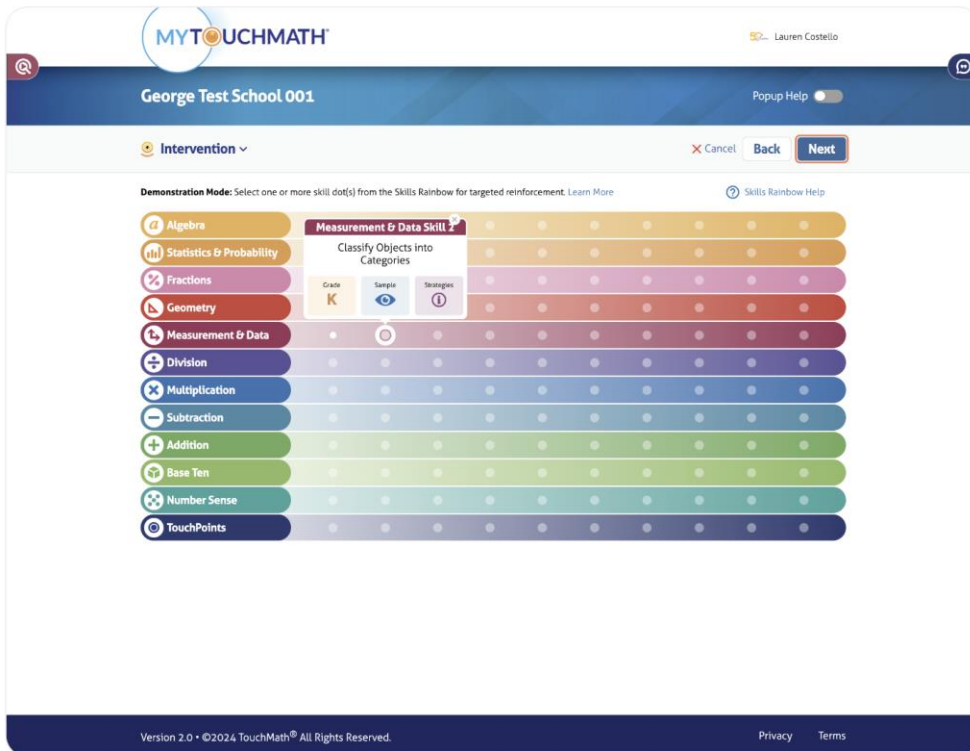 MYTOUCHMATH®
Lauren Costello
George Test School 001
Popup Help
Intervention
Cancel
Back
Next
Demonstration Mode: Select one or more skill dot(s) from the Skills Rainbow for targeted reinforcement. Learn More
Skills Rainbow Help
Algebra
Statistics & Probability
Fractions
Geometry
Measurement & Data
Division
Multiplication
Subtraction
Addition
Base Ten
Number Sense
TouchPoints
Measurement & Data Skill
Classify Objects into
Categories
Grade
K
Sample
Strategies
Version 2.0 • ©2024 TouchMath® All Rights Reserved.
Privacy
Terms